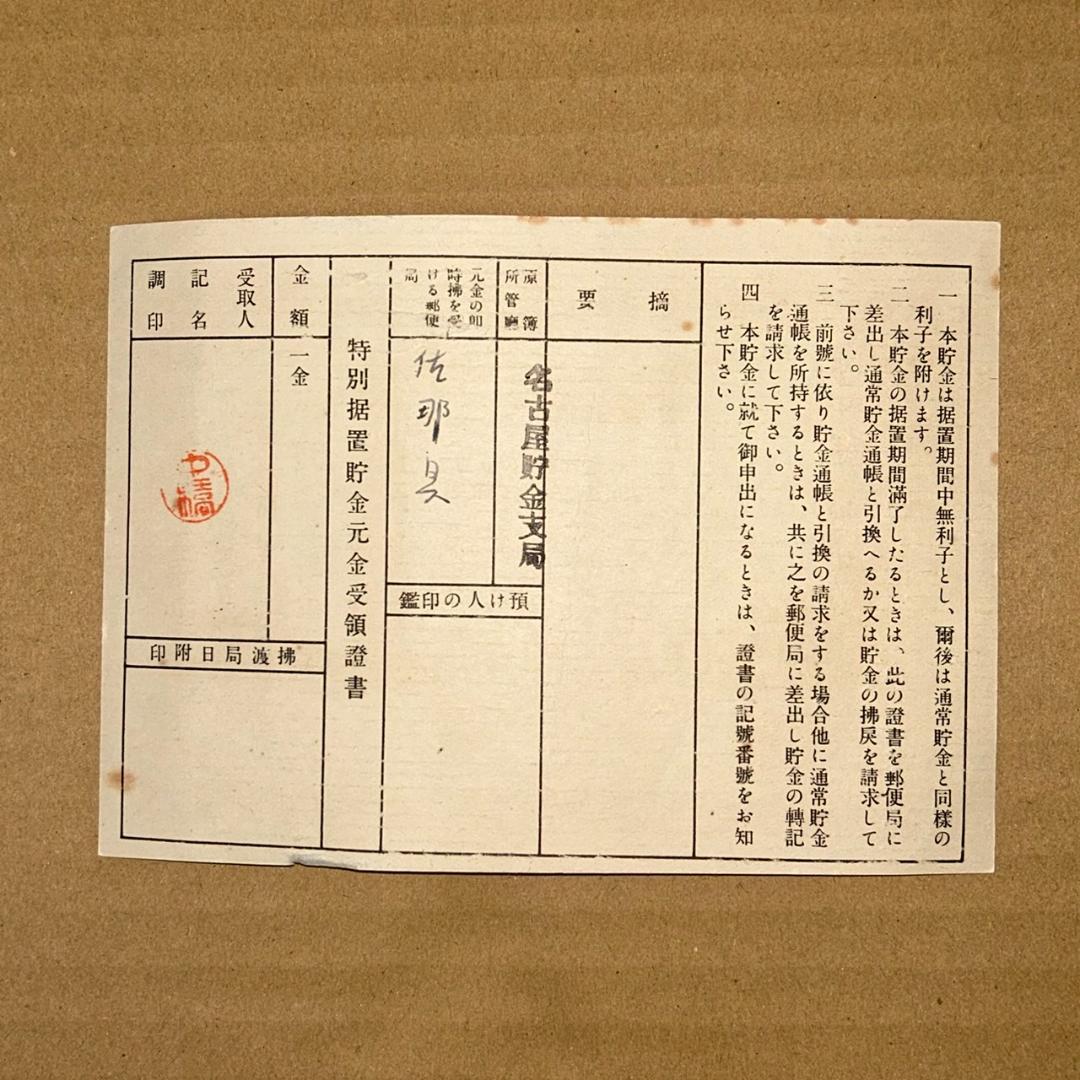 一 本貯金は据置期間中無利子とし、爾後は通常貯金と同様の
利子を附けます。
二 本貯金の据置期間滿了したるときは、此の證書を郵便局に
差出し通常貯金通帳と引換へるか又は貯金の拂戻を請求して
下さい。
三 前號に依り貯金通帳と引換の請求をする場合他に通常貯金
通帳を所持するときは、共に之を郵便局に差出し貯金の轉記
を請求して下さい。
四 本貯金に就て御申出になるときは、證書の記號番號をお知
らせ下さい。
摘要
原簿
所管廳
名古屋貯金支局
元金の卽
時拂を受
ける郵便
局
佐那具
預け人の印鑑
特別据置貯金元金受領證書
金額
一金
受取人
記名
調印
拂渡局日附印